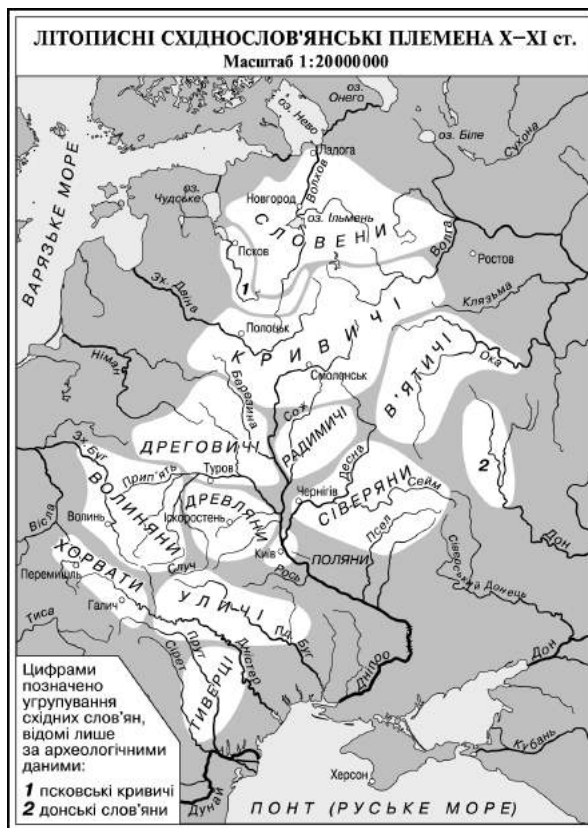 ЛІТОПИСНІ СХІДНОСЛОВ'ЯНСЬКІ ПЛЕМЕНА Х–ХІ ст.
Масштаб 1:20000000
оз. Онего
оз. Нево
оз. Біле
Сухона
Ладога
Волхов
ВАРЯЗЬКЕ МОРЕ
оз. Чудське
Новгород
оз. Ільмень
СЛОВЕНИ
Псков
Волга
Ростов
1
Зх. Двіна
Клязьма
Полоцьк
КРИВИЧІ
Німан
Березина
Смоленськ
В'ЯТИЧІ
Ока
Сож
РАДИМИЧІ
ДРЕГОВИЧІ
Десна
2
Зх. Буг
Прип'ять
Туров
Чернігів
СІВЕРЯНИ
Сейм
ВОЛИНЯНИ
ДРЕВЛЯНИ
Іскоростень
Вісла
Волинь
Псел
Київ
ПОЛЯНИ
Дон
ХОРВАТИ
Случ
Рось
Сіверський Донець
Перемишль
Галич
УЛИЧІ
Тиса
Пд. Буг
Сірет
Прут
Дністер
Дніпро
Дон
ТИВЕРЦІ
Кубань
Херсон
Дунай
ПОНТ (РУСЬКЕ МОРЕ)
Цифрами
позначено
угрупування
східних слов'ян,
відомі лише
за археологічними
даними:
1 псковські кривичі
2 донські слов'яни